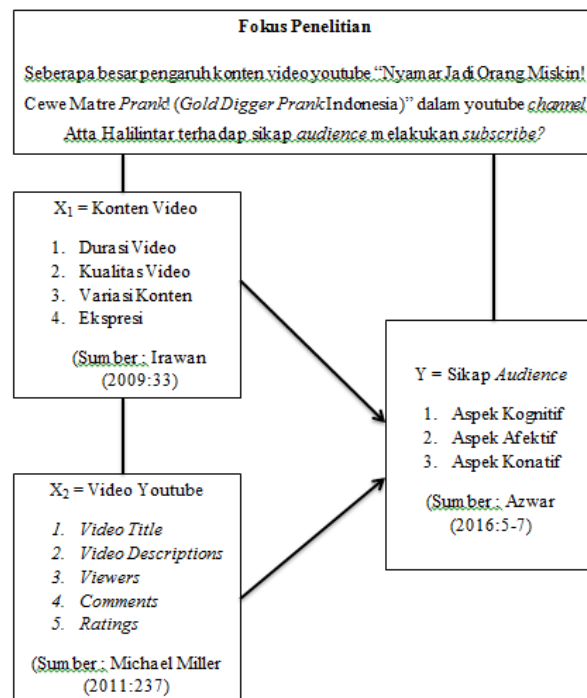 Fokus Penelitian
Seberapa besar pengaruh konten video youtube “Nyamar Jadi Orang Miskin!
Cewe Matre Prank! (Gold Digger Prank Indonesia)” dalam youtube channel
Atta Halilintar terhadap sikap audience melakukan subscribe?
X1 = Konten Video
1. Durasi Video
2. Kualitas Video
3. Variasi Konten
4. Ekspresi
(Sumber : Irawan
(2009:33)
Y = Sikap Audience
1. Aspek Kognitif
2. Aspek Afektif
3. Aspek Konatif
(Sumber : Azwar
(2016:5-7)
X2 = Video Youtube
1. Video Title
2. Video Descriptions
3. Viewers
4. Comments
5. Ratings
(Sumber : Michael Miller
(2011:237)